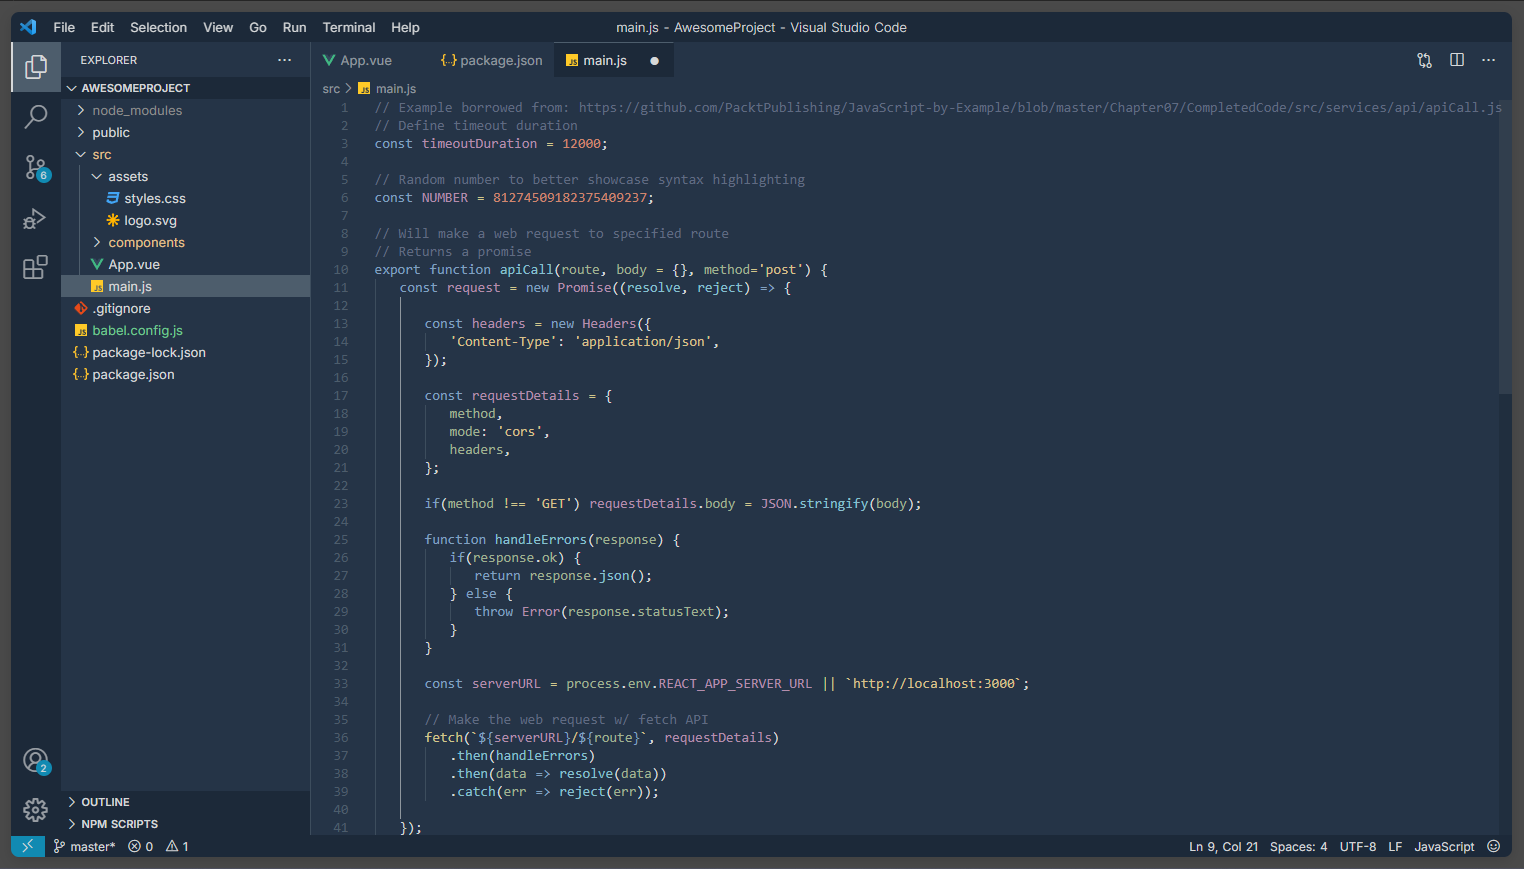 File Edit Selection View Go Run Terminal Help
main.js - AwesomeProject - Visual Studio Code
EXPLORER
AWESOMEPROJECT
node_modules
public
src
assets
styles.css
logo.svg
components
App.vue
main.js
.gitignore
babel.config.js
package-lock.json
package.json
OUTLINE
NPM SCRIPTS
6
2
App.vue
{..} package.json
JS main.js
src > JS main.js
1 // Example borrowed from: https://github.com/PacktPublishing/JavaScript-by-Example/blob/master/Chapter07/CompletedCode/src/services/api/apiCall.js
2 // Define timeout duration
3 const timeoutDuration = 12000;
4
5 // Random number to better showcase syntax highlighting
6 const NUMBER = 81274509182375409237;
7
8 // Will make a web request to specified route
9 // Returns a promise
10 export function apiCall(route, body = {}, method='post') {
11 const request = new Promise((resolve, reject) => {
12
13 const headers = new Headers({
14 'Content-Type': 'application/json',
15 });
16
17 const requestDetails = {
18 method,
19 mode: 'cors',
20 headers,
21 };
22
23 if(method !== 'GET') requestDetails.body = JSON.stringify(body);
24
25 function handleErrors(response) {
26 if(response.ok) {
27 return response.json();
28 } else {
29 throw Error(response.statusText);
30 }
31 }
32
33 const serverURL = process.env.REACT_APP_SERVER_URL || `http://localhost:3000`;
34
35 // Make the web request w/ fetch API
36 fetch(`${serverURL}/${route}`, requestDetails)
37 .then(handleErrors)
38 .then(data => resolve(data))
39 .catch(err => reject(err));
40
41 });
master* 0 1
Ln 9, Col 21 Spaces: 4 UTF-8 LF JavaScript